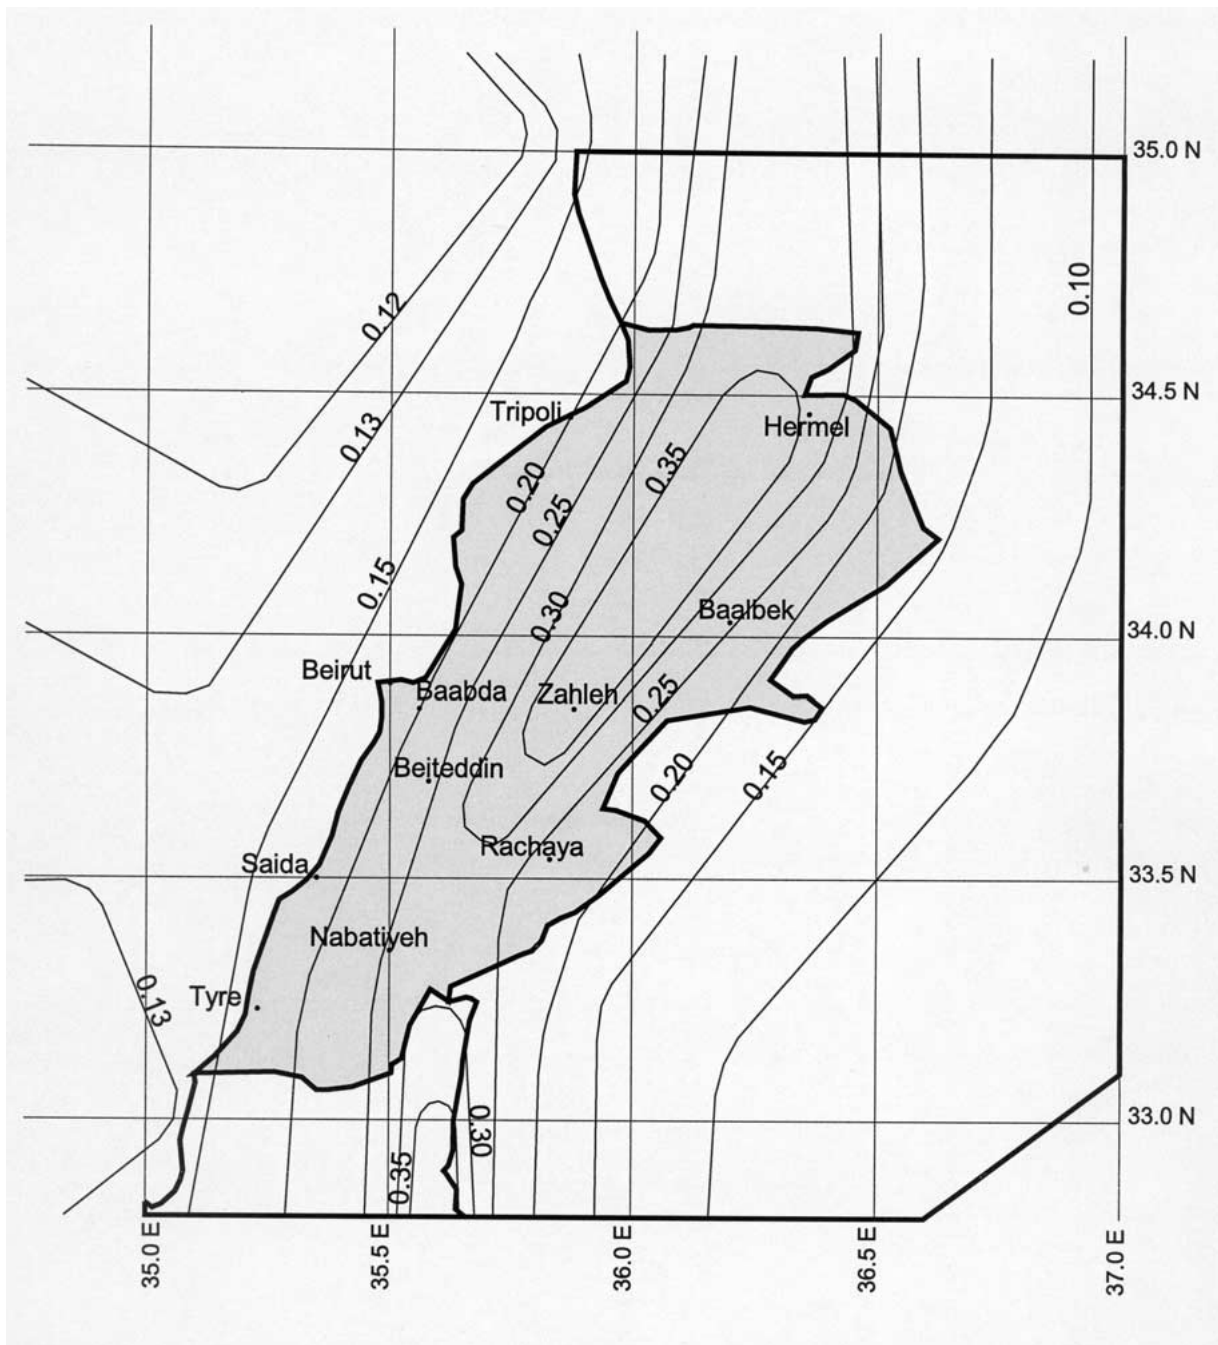 35.0 N
0.10
0.12
34.5 N
Tripoli
Hermel
0.13
0.35
0.20
0.25
0.15
0.30
Baalbek
34.0 N
Beirut
Baabda
Zahleh
0.25
Beiteddin
0.20
0.15
Rachaya
Saida
33.5 N
Nabatiyeh
Tyre
0.13
33.0 N
0.30
0.35
35.0 E
35.5 E
36.0 E
36.5 E
37.0 E